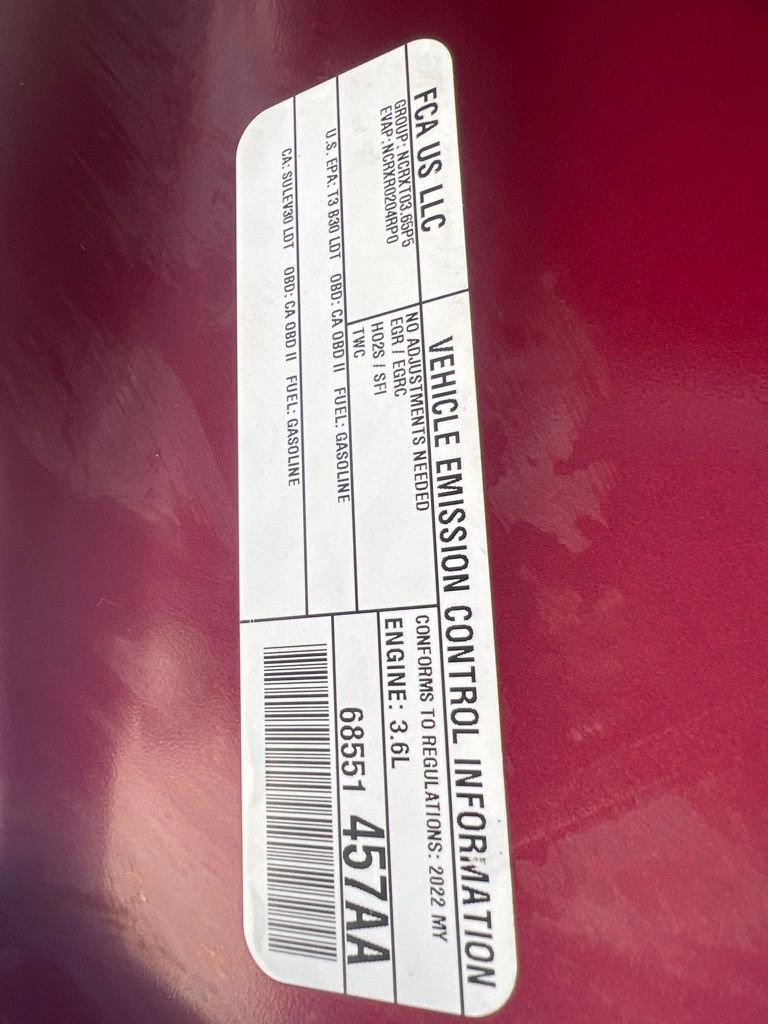 FCA US LLC
VEHICLE EMISSION CONTROL INFORMATION
GROUP: NCRXT03.65P5
EVAP: NCRXR0204RP0
NO ADJUSTMENTS NEEDED
EGR / EGRC
HO2S / SFI
TWC
CONFORMS TO REGULATIONS: 2022 MY
ENGINE: 3.6L
U.S. EPA: T3 B30 LDT OBD: CA OBD II FUEL: GASOLINE
CA: SULEV30 LDT OBD: CA OBD II FUEL: GASOLINE
68551 457AA